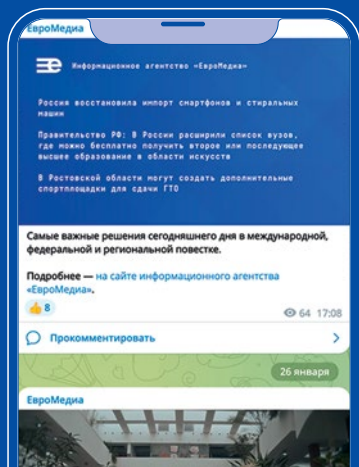 ЕвроМедиа
Информационное агентство «ЕвроМедиа»
Россия восстановила импорт смартфонов и стиральных
машин
Правительство РФ: В России расширили список вузов,
где можно бесплатно получить второе или последующее
высшее образование в области искусств
В Ростовской области могут создать дополнительные
спортплощадки для сдачи ГТО
Самые важные решения сегодняшнего дня в международной,
федеральной и региональной повестке.
Подробнее — на сайте информационного агентства
«ЕвроМедиа».
👍 8
64 17:08
Прокомментировать
26 января
ЕвроМедиа